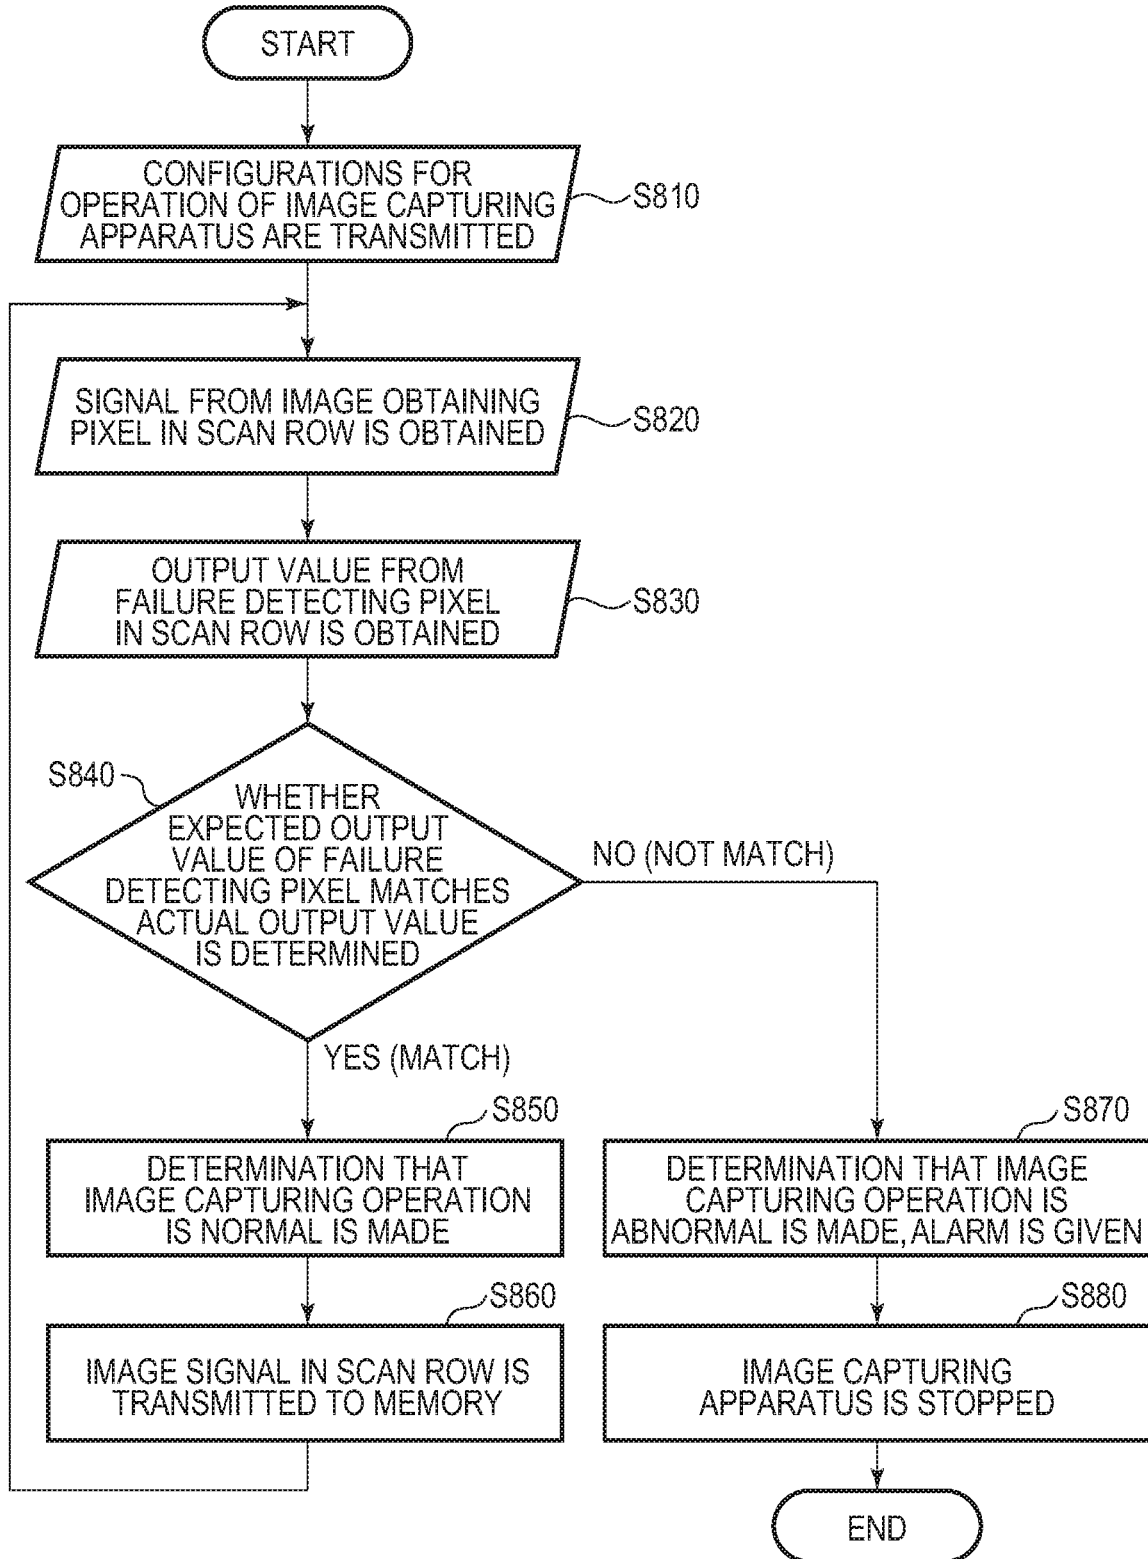 START
CONFIGURATIONS FOR
OPERATION OF IMAGE CAPTURING
APPARATUS ARE TRANSMITTED
S810
SIGNAL FROM IMAGE OBTAINING
PIXEL IN SCAN ROW IS OBTAINED
S820
OUTPUT VALUE FROM
FAILURE DETECTING PIXEL
IN SCAN ROW IS OBTAINED
S830
S840
WHETHER
EXPECTED OUTPUT
VALUE OF FAILURE
DETECTING PIXEL MATCHES
ACTUAL OUTPUT VALUE
IS DETERMINED
NO (NOT MATCH)
YES (MATCH)
S850
DETERMINATION THAT
IMAGE CAPTURING OPERATION
IS NORMAL IS MADE
S860
IMAGE SIGNAL IN SCAN ROW IS
TRANSMITTED TO MEMORY
S870
DETERMINATION THAT IMAGE
CAPTURING OPERATION IS
ABNORMAL IS MADE, ALARM IS GIVEN
S880
IMAGE CAPTURING
APPARATUS IS STOPPED
END